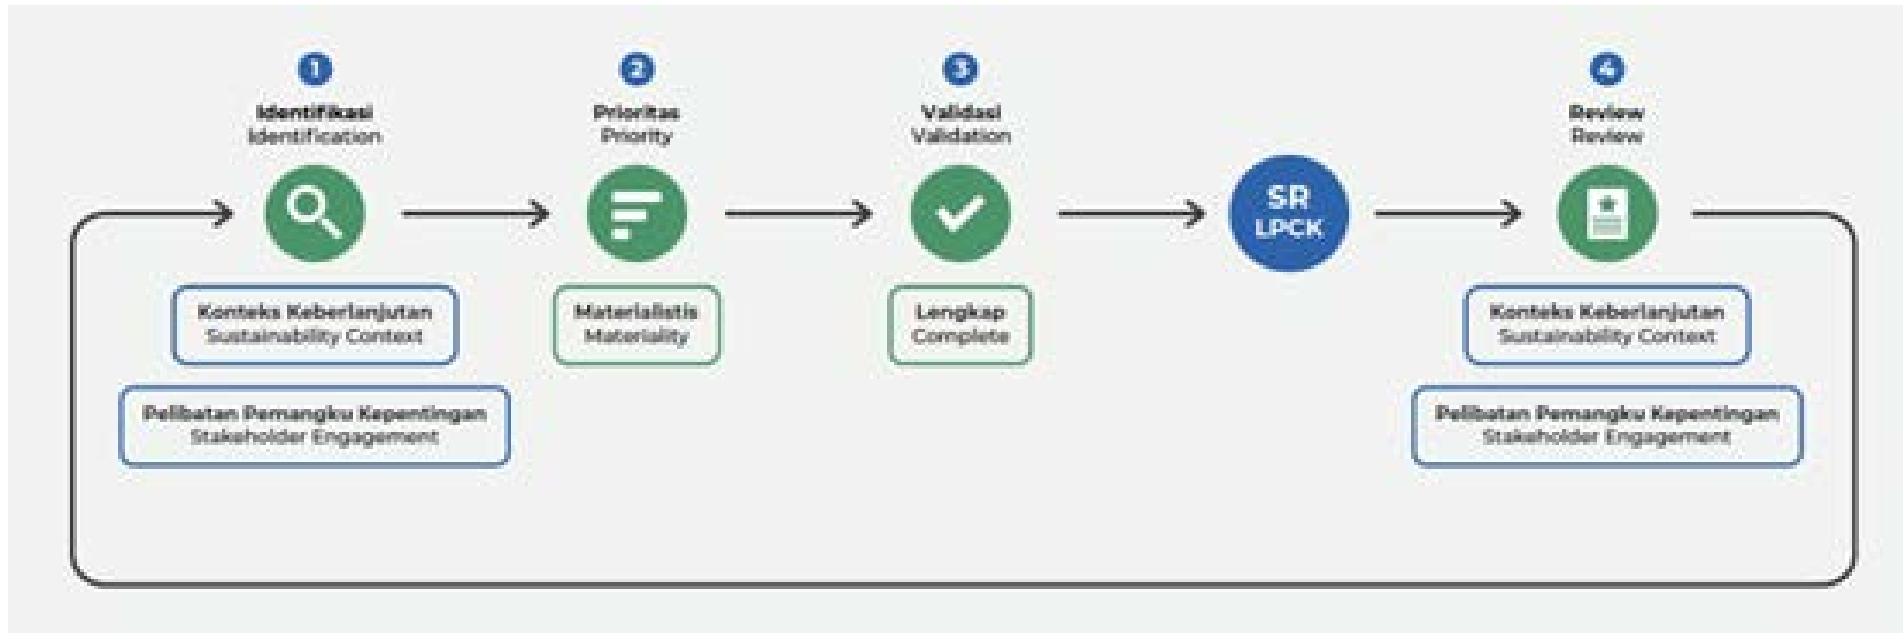 1
Identifikasi
Identification
Konteks Keberlanjutan
Sustainability Context
Pelibatan Pemangku Kepentingan
Stakeholder Engagement
2
Prioritas
Priority
Materialistis
Materiality
3
Validasi
Validation
Lengkap
Complete
SR
LPCK
4
Review
Review
Konteks Keberlanjutan
Sustainability Context
Pelibatan Pemangku Kepentingan
Stakeholder Engagement